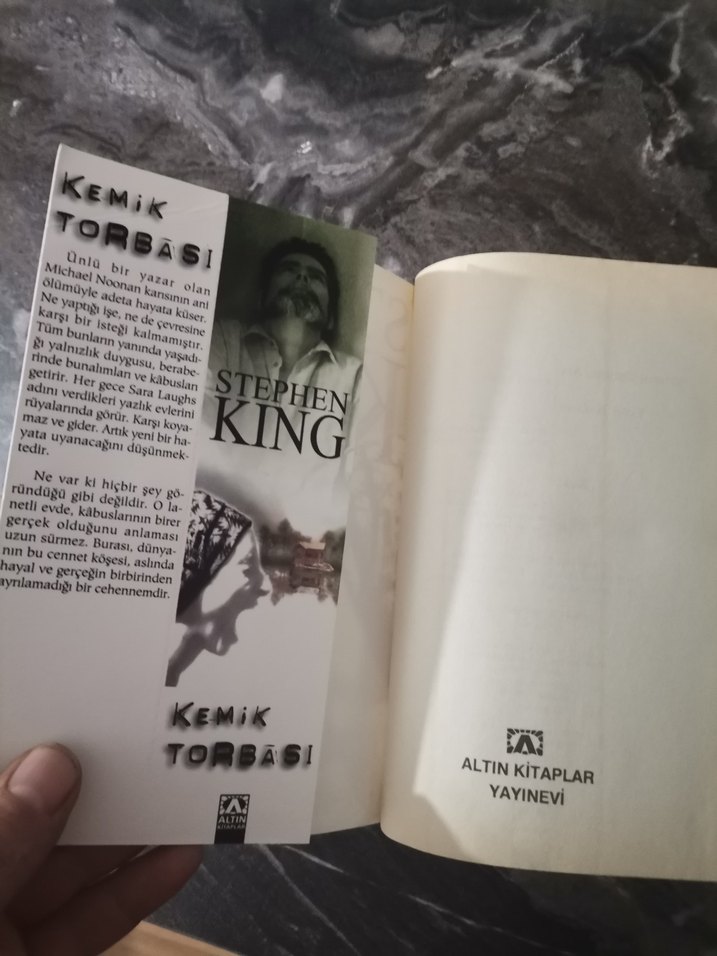 KEMiK
TORBASI
Ünlü bir yazar olan
Michael Noonan karısının ani
ölümüyle adeta hayata küser.
Ne yaptığı işe, ne de çevresine
karşı bir isteği kalmamıştır.
Tüm bunların yanında yaşadı-
ğı yalnızlık duygusu, berabe-
rinde bunalımları ve kâbusları
getirir. Her gece Sara Laughs
adını verdikleri yazlık evlerini
rüyalarında görür. Karşı koya-
maz ve gider. Artık yeni bir ha-
yata uyanacağını düşünmek-
tedir.
Ne var ki hiçbir şey gö-
ründüğü gibi değildir. O la-
netli evde, kâbuslarının birer
gerçek olduğunu anlaması
uzun sürmez. Burası, dünya-
nın bu cennet köşesi, aslında
hayal ve gerçeğin birbirinden
ayrılamadığı bir cehennemdir.
STEPHEN
KING
KEMiK
TORBASI
ALTIN
KİTAPLAR
ALTIN KİTAPLAR
YAYINEVİ